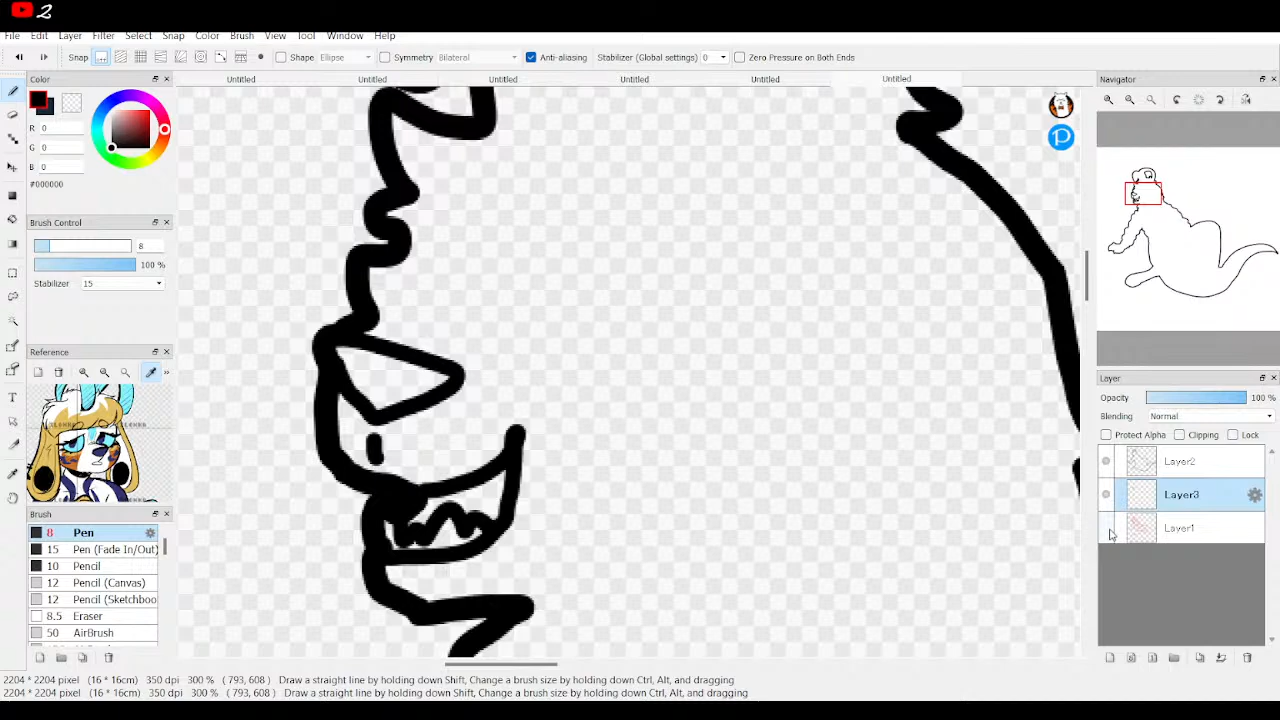 2
File Edit Layer Filter Select Snap Color Brush View Tool Window Help
Snap Shape Ellipse Symmetry Bilateral Anti-aliasing Stabilizer (Global settings) 0 Zero Pressure on Both Ends
Color Untitled Untitled Untitled Untitled Untitled Untitled Navigator
R 0
G 0
B 0
#000000
Brush Control
8
100 %
Stabilizer 15
Reference
Layer
Opacity 100 %
Blending Normal
Protect Alpha Clipping Lock
Layer2
Layer3
Layer1
Brush
8 Pen
15 Pen (Fade In/Out)
10 Pencil
12 Pencil (Canvas)
12 Pencil (Sketchboo
8.5 Eraser
50 AirBrush
2204 * 2204 pixel (16 * 16cm) 350 dpi 300 % ( 793, 608 ) Draw a straight line by holding down Shift, Change a brush size by holding down Ctrl, Alt, and dragging
2204 * 2204 pixel (16 * 16cm) 350 dpi 300 % ( 793, 608 ) Draw a straight line by holding down Shift, Change a brush size by holding down Ctrl, Alt, and dragging